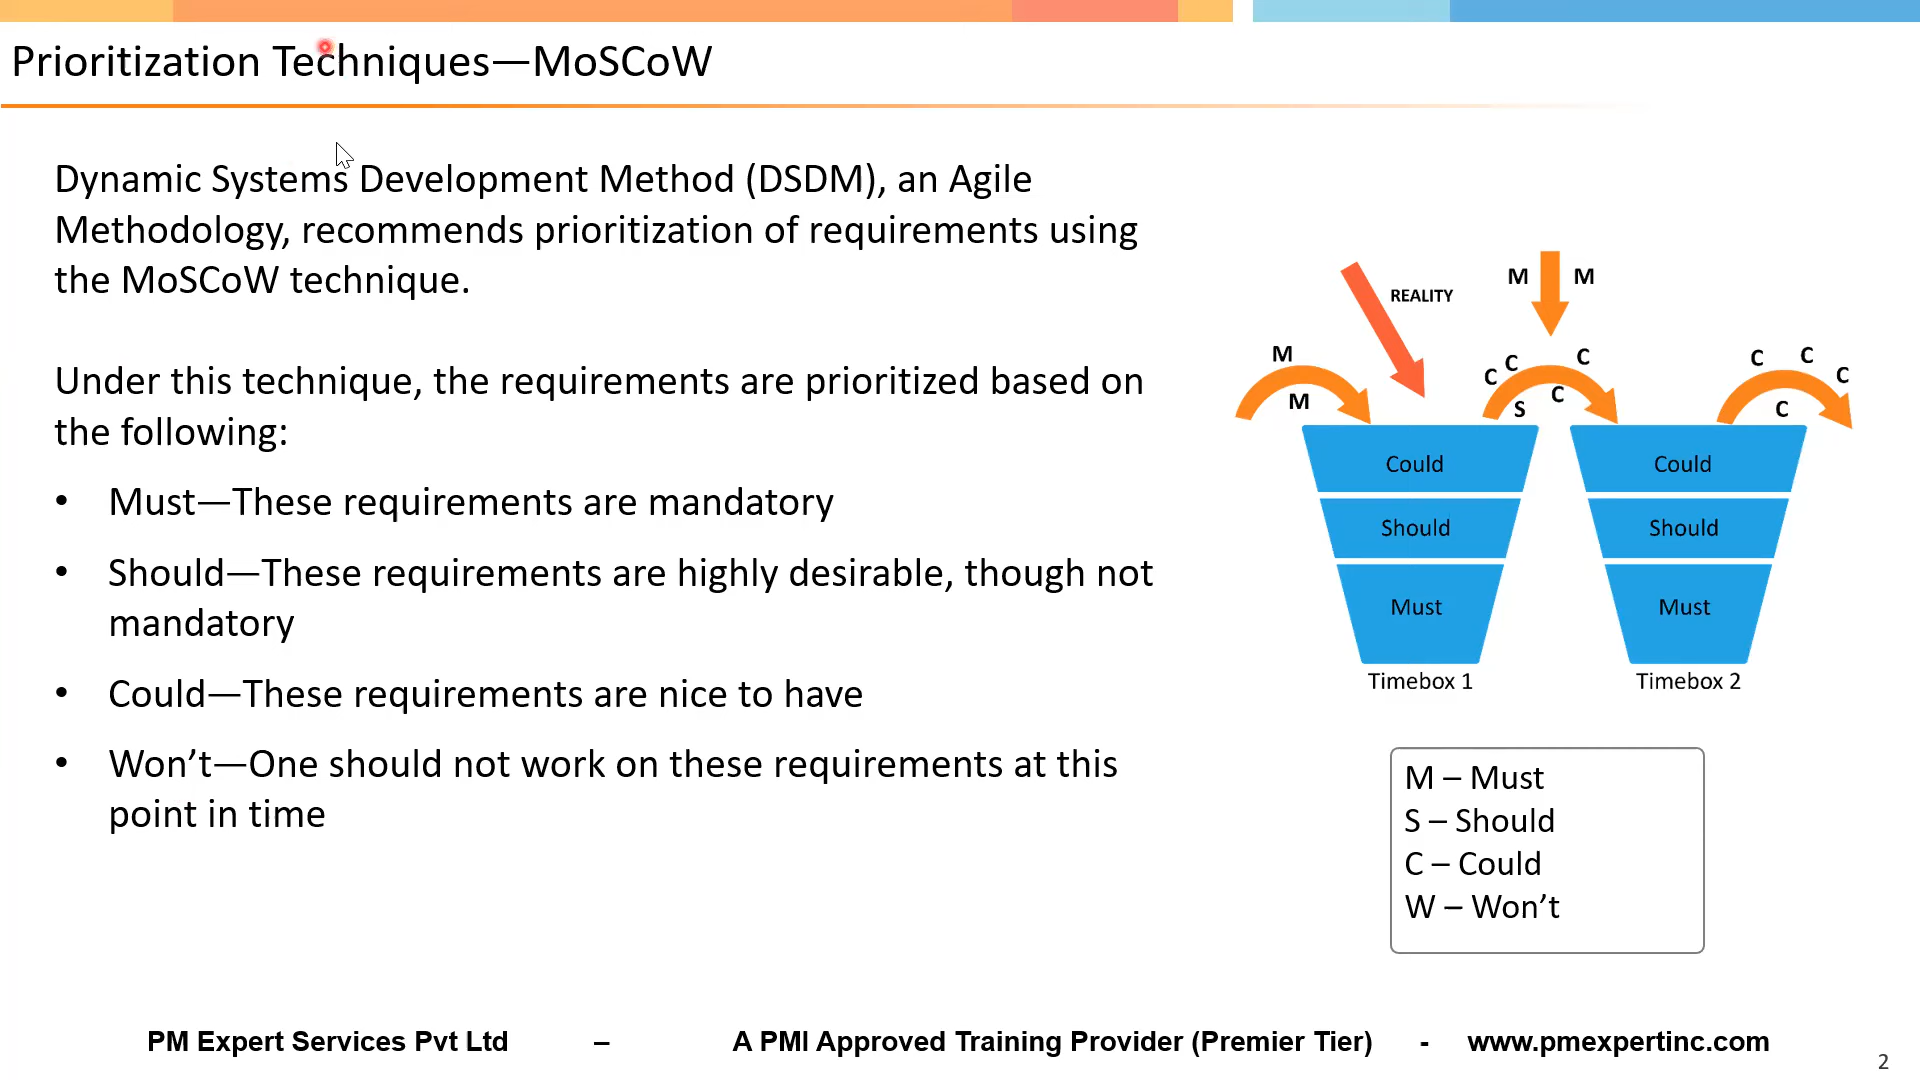 Prioritization Techniques—MoSCoW
Dynamic Systems Development Method (DSDM), an Agile
Methodology, recommends prioritization of requirements using
the MoSCoW technique.
Under this technique, the requirements are prioritized based on
the following:
• Must—These requirements are mandatory
• Should—These requirements are highly desirable, though not
mandatory
• Could—These requirements are nice to have
• Won’t—One should not work on these requirements at this
point in time
M M
REALITY
M
M
C C C
S C
C C C
C
Could
Should
Must
Timebox 1
Could
Should
Must
Timebox 2
M – Must
S – Should
C – Could
W – Won’t
PM Expert Services Pvt Ltd – A PMI Approved Training Provider (Premier Tier) - www.pmexpertinc.com
2